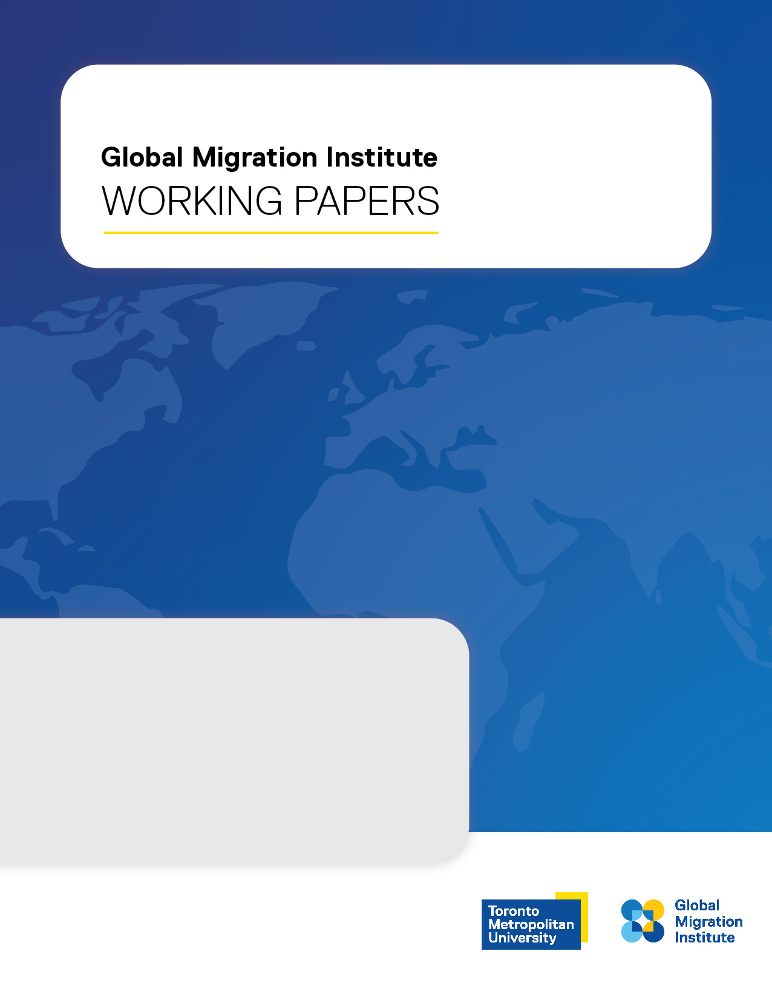 Global Migration Institute
WORKING PAPERS
Toronto
Metropolitan
University
Global
Migration
Institute